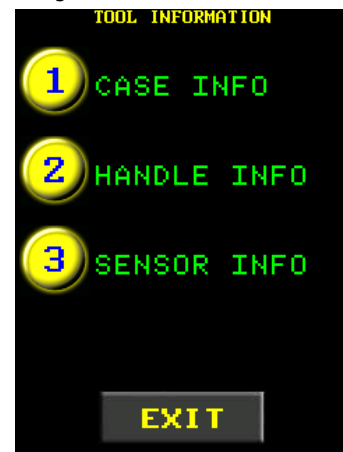 TOOL INFORMATION
1 CASE INFO
2 HANDLE INFO
3 SENSOR INFO
EXIT